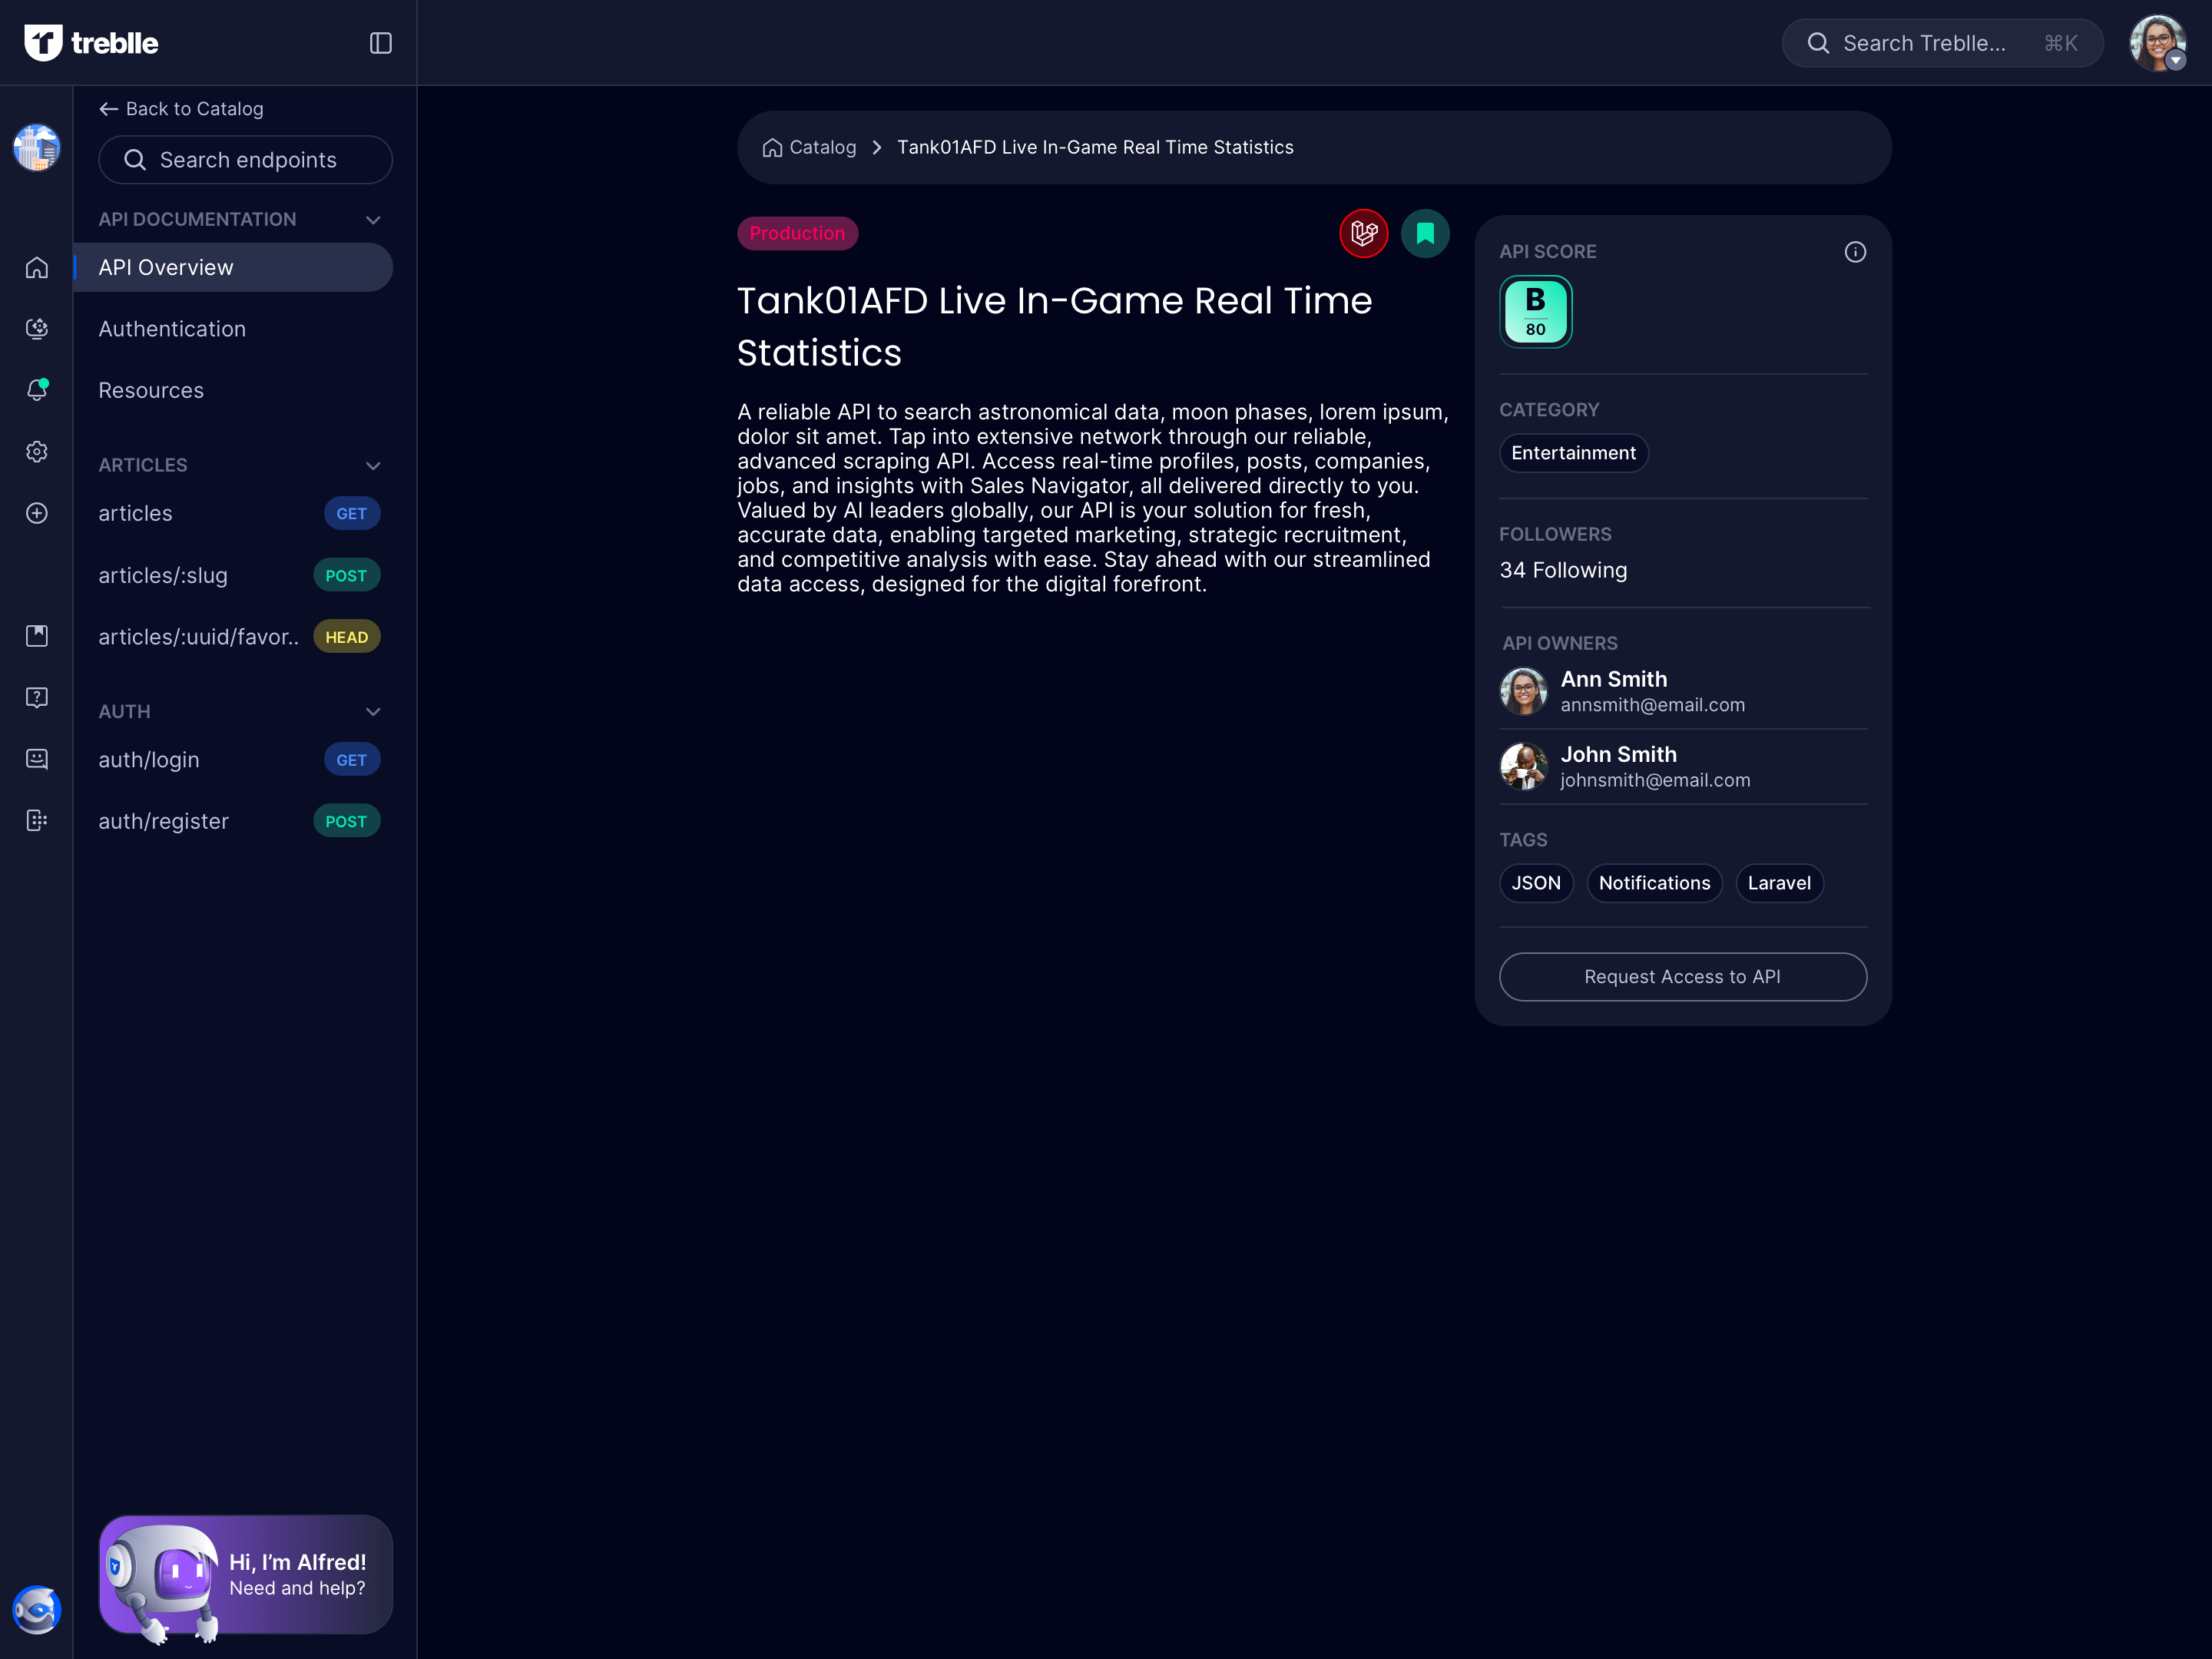 treblle
Search Treblle...
⌘K
Back to Catalog
Search endpoints
API DOCUMENTATION
API Overview
Authentication
Resources
ARTICLES
articles GET
articles/:slug POST
articles/:uuid/favor.. HEAD
AUTH
auth/login GET
auth/register POST
Hi, I’m Alfred!
Need and help?
Catalog > Tank01AFD Live In-Game Real Time Statistics
Production
Tank01AFD Live In-Game Real Time
Statistics
A reliable API to search astronomical data, moon phases, lorem ipsum,
dolor sit amet. Tap into extensive network through our reliable,
advanced scraping API. Access real-time profiles, posts, companies,
jobs, and insights with Sales Navigator, all delivered directly to you.
Valued by AI leaders globally, our API is your solution for fresh,
accurate data, enabling targeted marketing, strategic recruitment,
and competitive analysis with ease. Stay ahead with our streamlined
data access, designed for the digital forefront.
API SCORE
B
80
CATEGORY
Entertainment
FOLLOWERS
34 Following
API OWNERS
Ann Smith
annsmith@email.com
John Smith
johnsmith@email.com
TAGS
JSON Notifications Laravel
Request Access to API